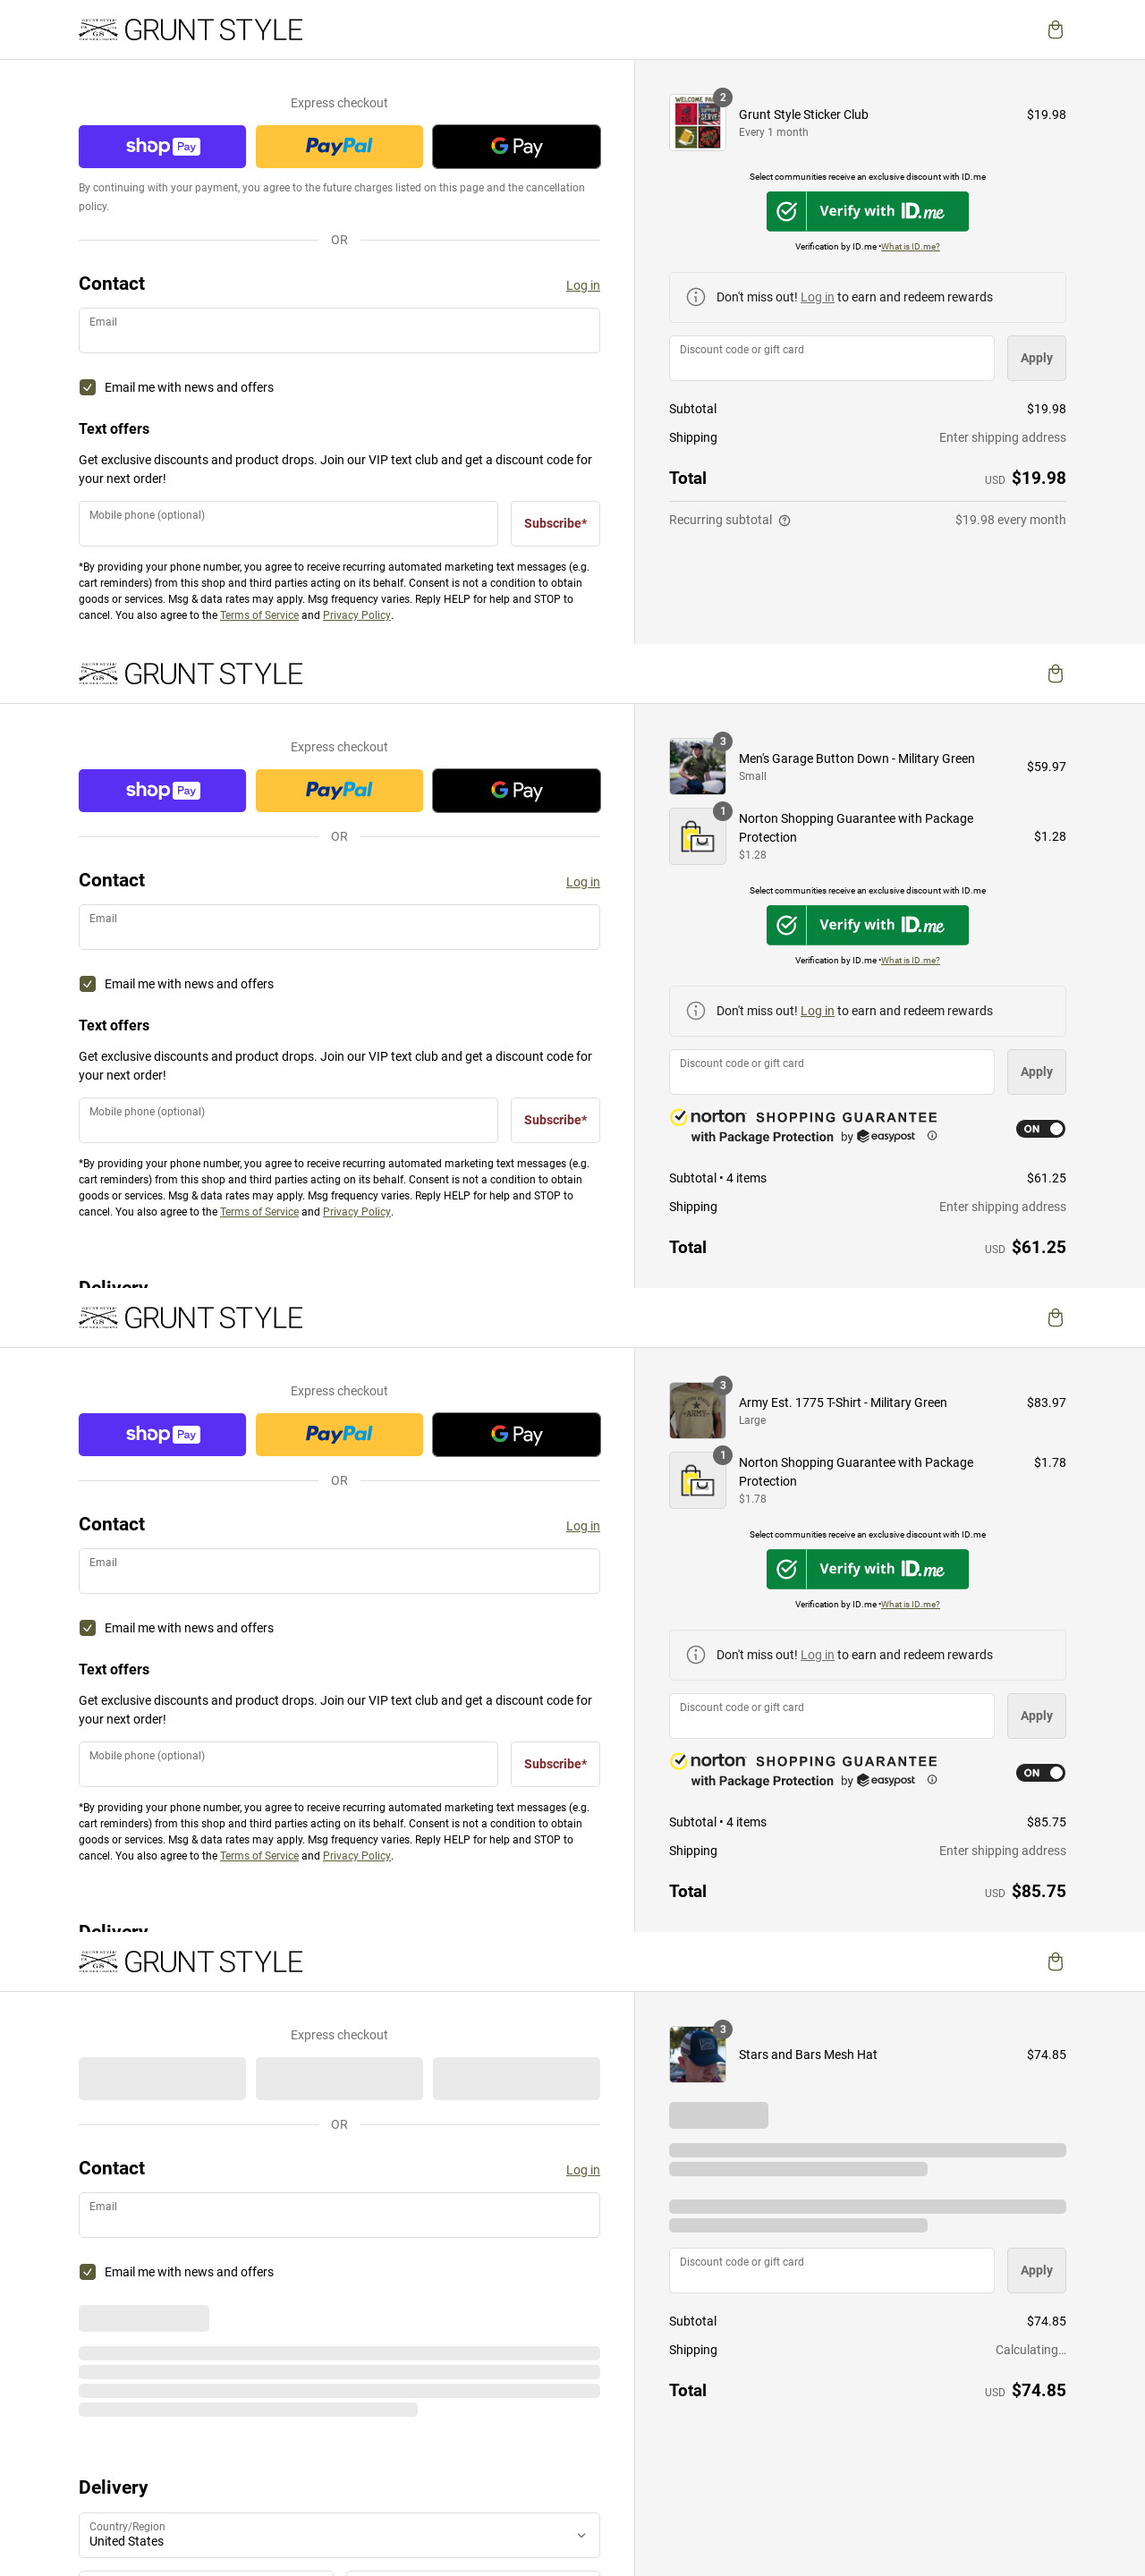 GRUNT STYLE
Express checkout
shop Pay
PayPal
G Pay
By continuing with your payment, you agree to the future charges listed on this page and the cancellation
policy.
OR
Contact
Log in
Email
Email me with news and offers
Text offers
Get exclusive discounts and product drops. Join our VIP text club and get a discount code for
your next order!
Mobile phone (optional)
Subscribe*
*By providing your phone number, you agree to receive recurring automated marketing text messages (e.g.
cart reminders) from this shop and third parties acting on its behalf. Consent is not a condition to obtain
goods or services. Msg & data rates may apply. Msg frequency varies. Reply HELP for help and STOP to
cancel. You also agree to the Terms of Service and Privacy Policy.
2
Grunt Style Sticker Club
Every 1 month
$19.98
Select communities receive an exclusive discount with ID.me
Verify with ID.me
Verification by ID.me • What is ID.me?
Don't miss out! Log in to earn and redeem rewards
Discount code or gift card
Apply
Subtotal
$19.98
Shipping
Enter shipping address
Total
USD $19.98
Recurring subtotal
$19.98 every month
GRUNT STYLE
Express checkout
shop Pay
PayPal
G Pay
OR
Contact
Log in
Email
Email me with news and offers
Text offers
Get exclusive discounts and product drops. Join our VIP text club and get a discount code for
your next order!
Mobile phone (optional)
Subscribe*
*By providing your phone number, you agree to receive recurring automated marketing text messages (e.g.
cart reminders) from this shop and third parties acting on its behalf. Consent is not a condition to obtain
goods or services. Msg & data rates may apply. Msg frequency varies. Reply HELP for help and STOP to
cancel. You also agree to the Terms of Service and Privacy Policy.
Delivery
3
Men's Garage Button Down - Military Green
Small
$59.97
1
Norton Shopping Guarantee with Package
Protection
$1.28
$1.28
Select communities receive an exclusive discount with ID.me
Verify with ID.me
Verification by ID.me • What is ID.me?
Don't miss out! Log in to earn and redeem rewards
Discount code or gift card
Apply
norton SHOPPING GUARANTEE
with Package Protection by easypost
ON
Subtotal • 4 items
$61.25
Shipping
Enter shipping address
Total
USD $61.25
GRUNT STYLE
Express checkout
shop Pay
PayPal
G Pay
OR
Contact
Log in
Email
Email me with news and offers
Text offers
Get exclusive discounts and product drops. Join our VIP text club and get a discount code for
your next order!
Mobile phone (optional)
Subscribe*
*By providing your phone number, you agree to receive recurring automated marketing text messages (e.g.
cart reminders) from this shop and third parties acting on its behalf. Consent is not a condition to obtain
goods or services. Msg & data rates may apply. Msg frequency varies. Reply HELP for help and STOP to
cancel. You also agree to the Terms of Service and Privacy Policy.
Delivery
3
Army Est. 1775 T-Shirt - Military Green
Large
$83.97
1
Norton Shopping Guarantee with Package
Protection
$1.78
$1.78
Select communities receive an exclusive discount with ID.me
Verify with ID.me
Verification by ID.me • What is ID.me?
Don't miss out! Log in to earn and redeem rewards
Discount code or gift card
Apply
norton SHOPPING GUARANTEE
with Package Protection by easypost
ON
Subtotal • 4 items
$85.75
Shipping
Enter shipping address
Total
USD $85.75
GRUNT STYLE
Express checkout
OR
Contact
Log in
Email
Email me with news and offers
Delivery
Country/Region
United States
3
Stars and Bars Mesh Hat
$74.85
Discount code or gift card
Apply
Subtotal
$74.85
Shipping
Calculating...
Total
USD $74.85